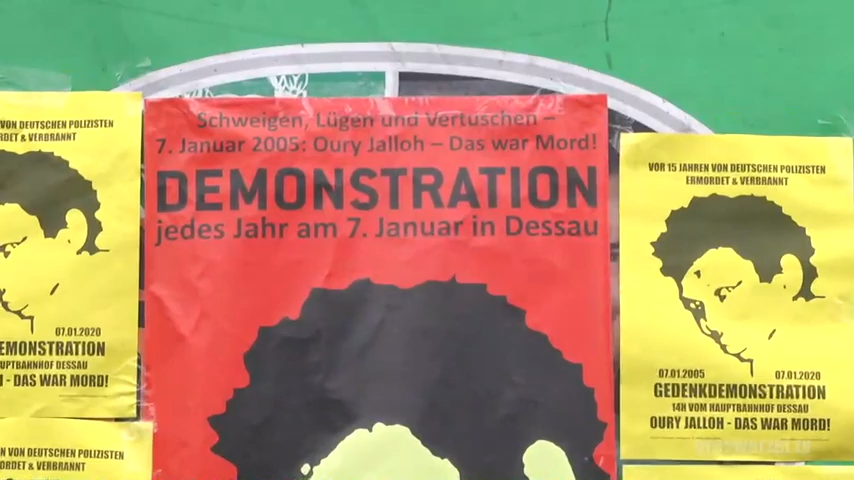 VON DEUTSCHEN POLIZISTEN
ERMORDET & VERBRANNT
07.01.2020
DEMONSTRATION
HAUPTBAHNHOF DESSAU
- DAS WAR MORD!
VON DEUTSCHEN POLIZISTEN
ERMORDET & VERBRANNT
Schweigen, Lügen und Vertuschen –
7. Januar 2005: Oury Jalloh – Das war Mord!
DEMONSTRATION
jedes Jahr am 7. Januar in Dessau
VOR 15 JAHREN VON DEUTSCHEN POLIZISTEN
ERMORDET & VERBRANNT
07.01.2005 07.01.2020
GEDENKDEMONSTRATION
14H VOM HAUPTBAHNHOF DESSAU
OURY JALLOH - DAS WAR MORD!